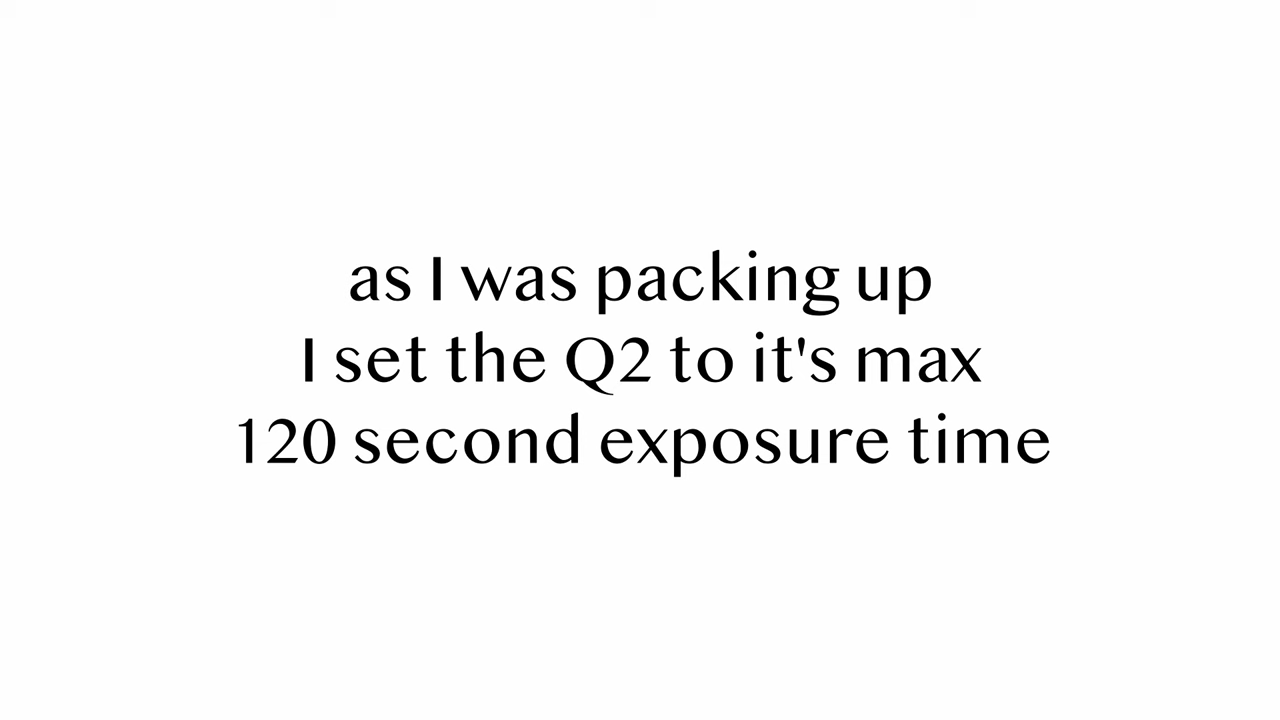 as I was packing up
I set the Q2 to it's max
120 second exposure time